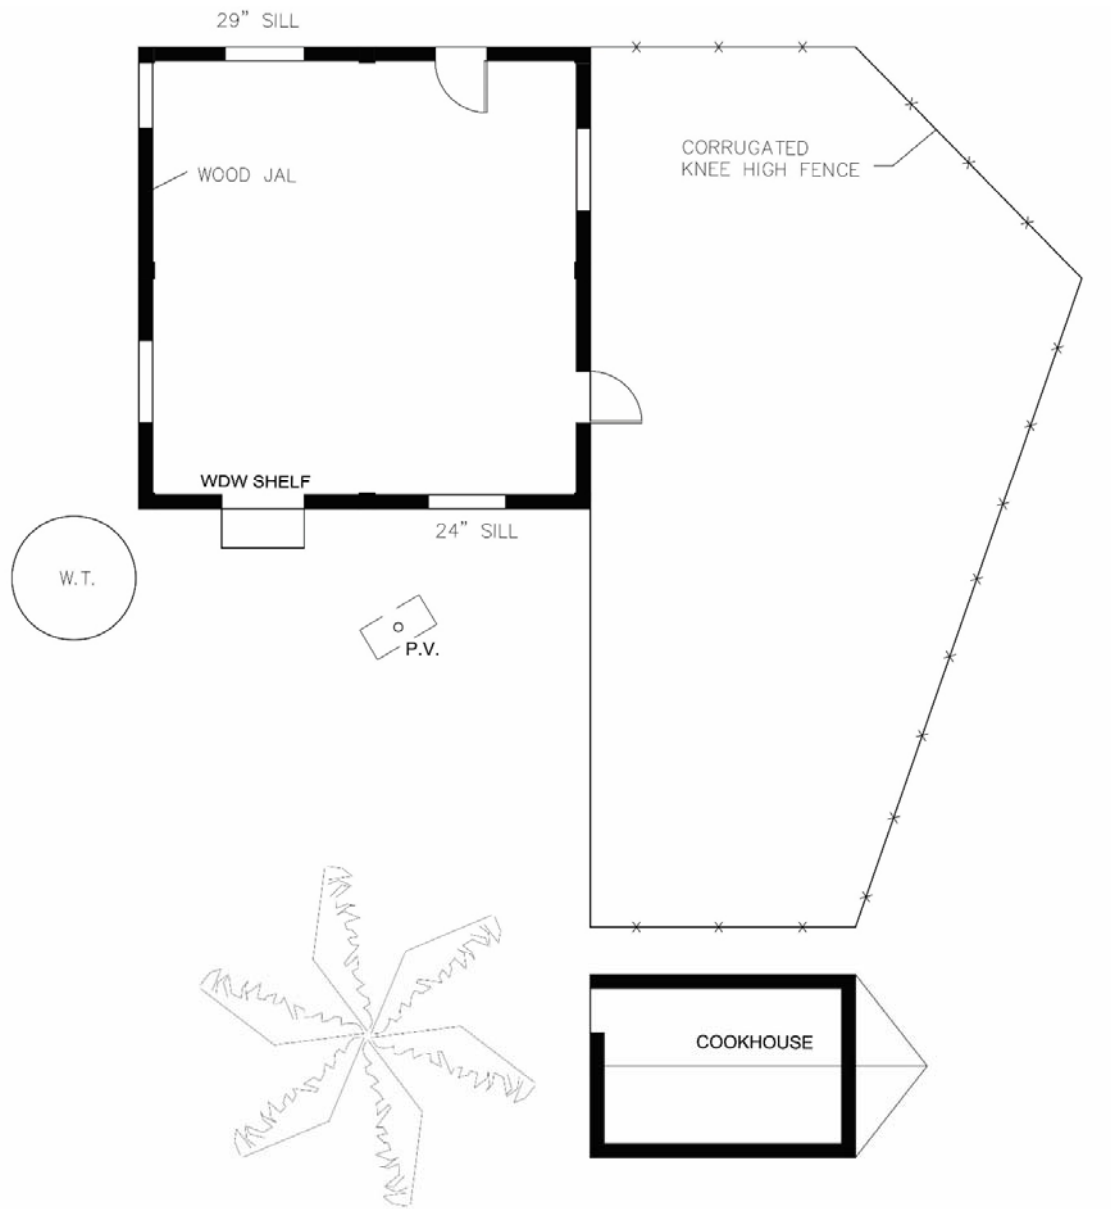 29” SILL
WOOD JAL
CORRUGATED
KNEE HIGH FENCE
WDW SHELF
24” SILL
W.T.
P.V.
COOKHOUSE